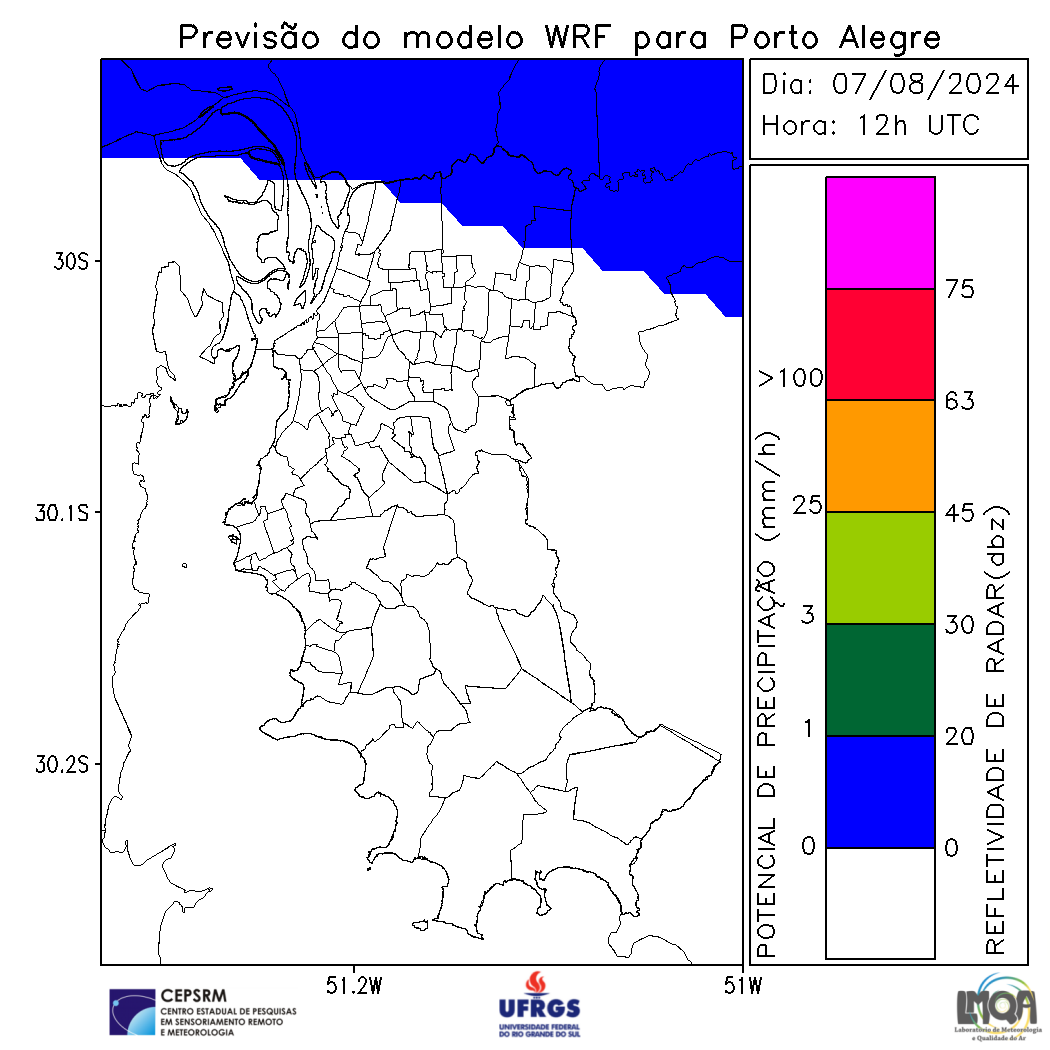 Previsão do modelo WRF para Porto Alegre
Dia: 07/08/2024
Hora: 12h UTC
30S
30.1S
30.2S
51.2W
51W
POTENCIAL DE PRECIPITAÇÃO (mm/h)
>100
25
3
1
0
75
63
45
30
20
0
REFLETIVIDADE DE RADAR(dbz)
CEPSRM
CENTRO ESTADUAL DE PESQUISAS
EM SENSORIAMENTO REMOTO
E METEOROLOGIA
UFRGS
UNIVERSIDADE FEDERAL
DO RIO GRANDE DO SUL
LMQA
Laboratório de Meteorologia
e Qualidade do Ar